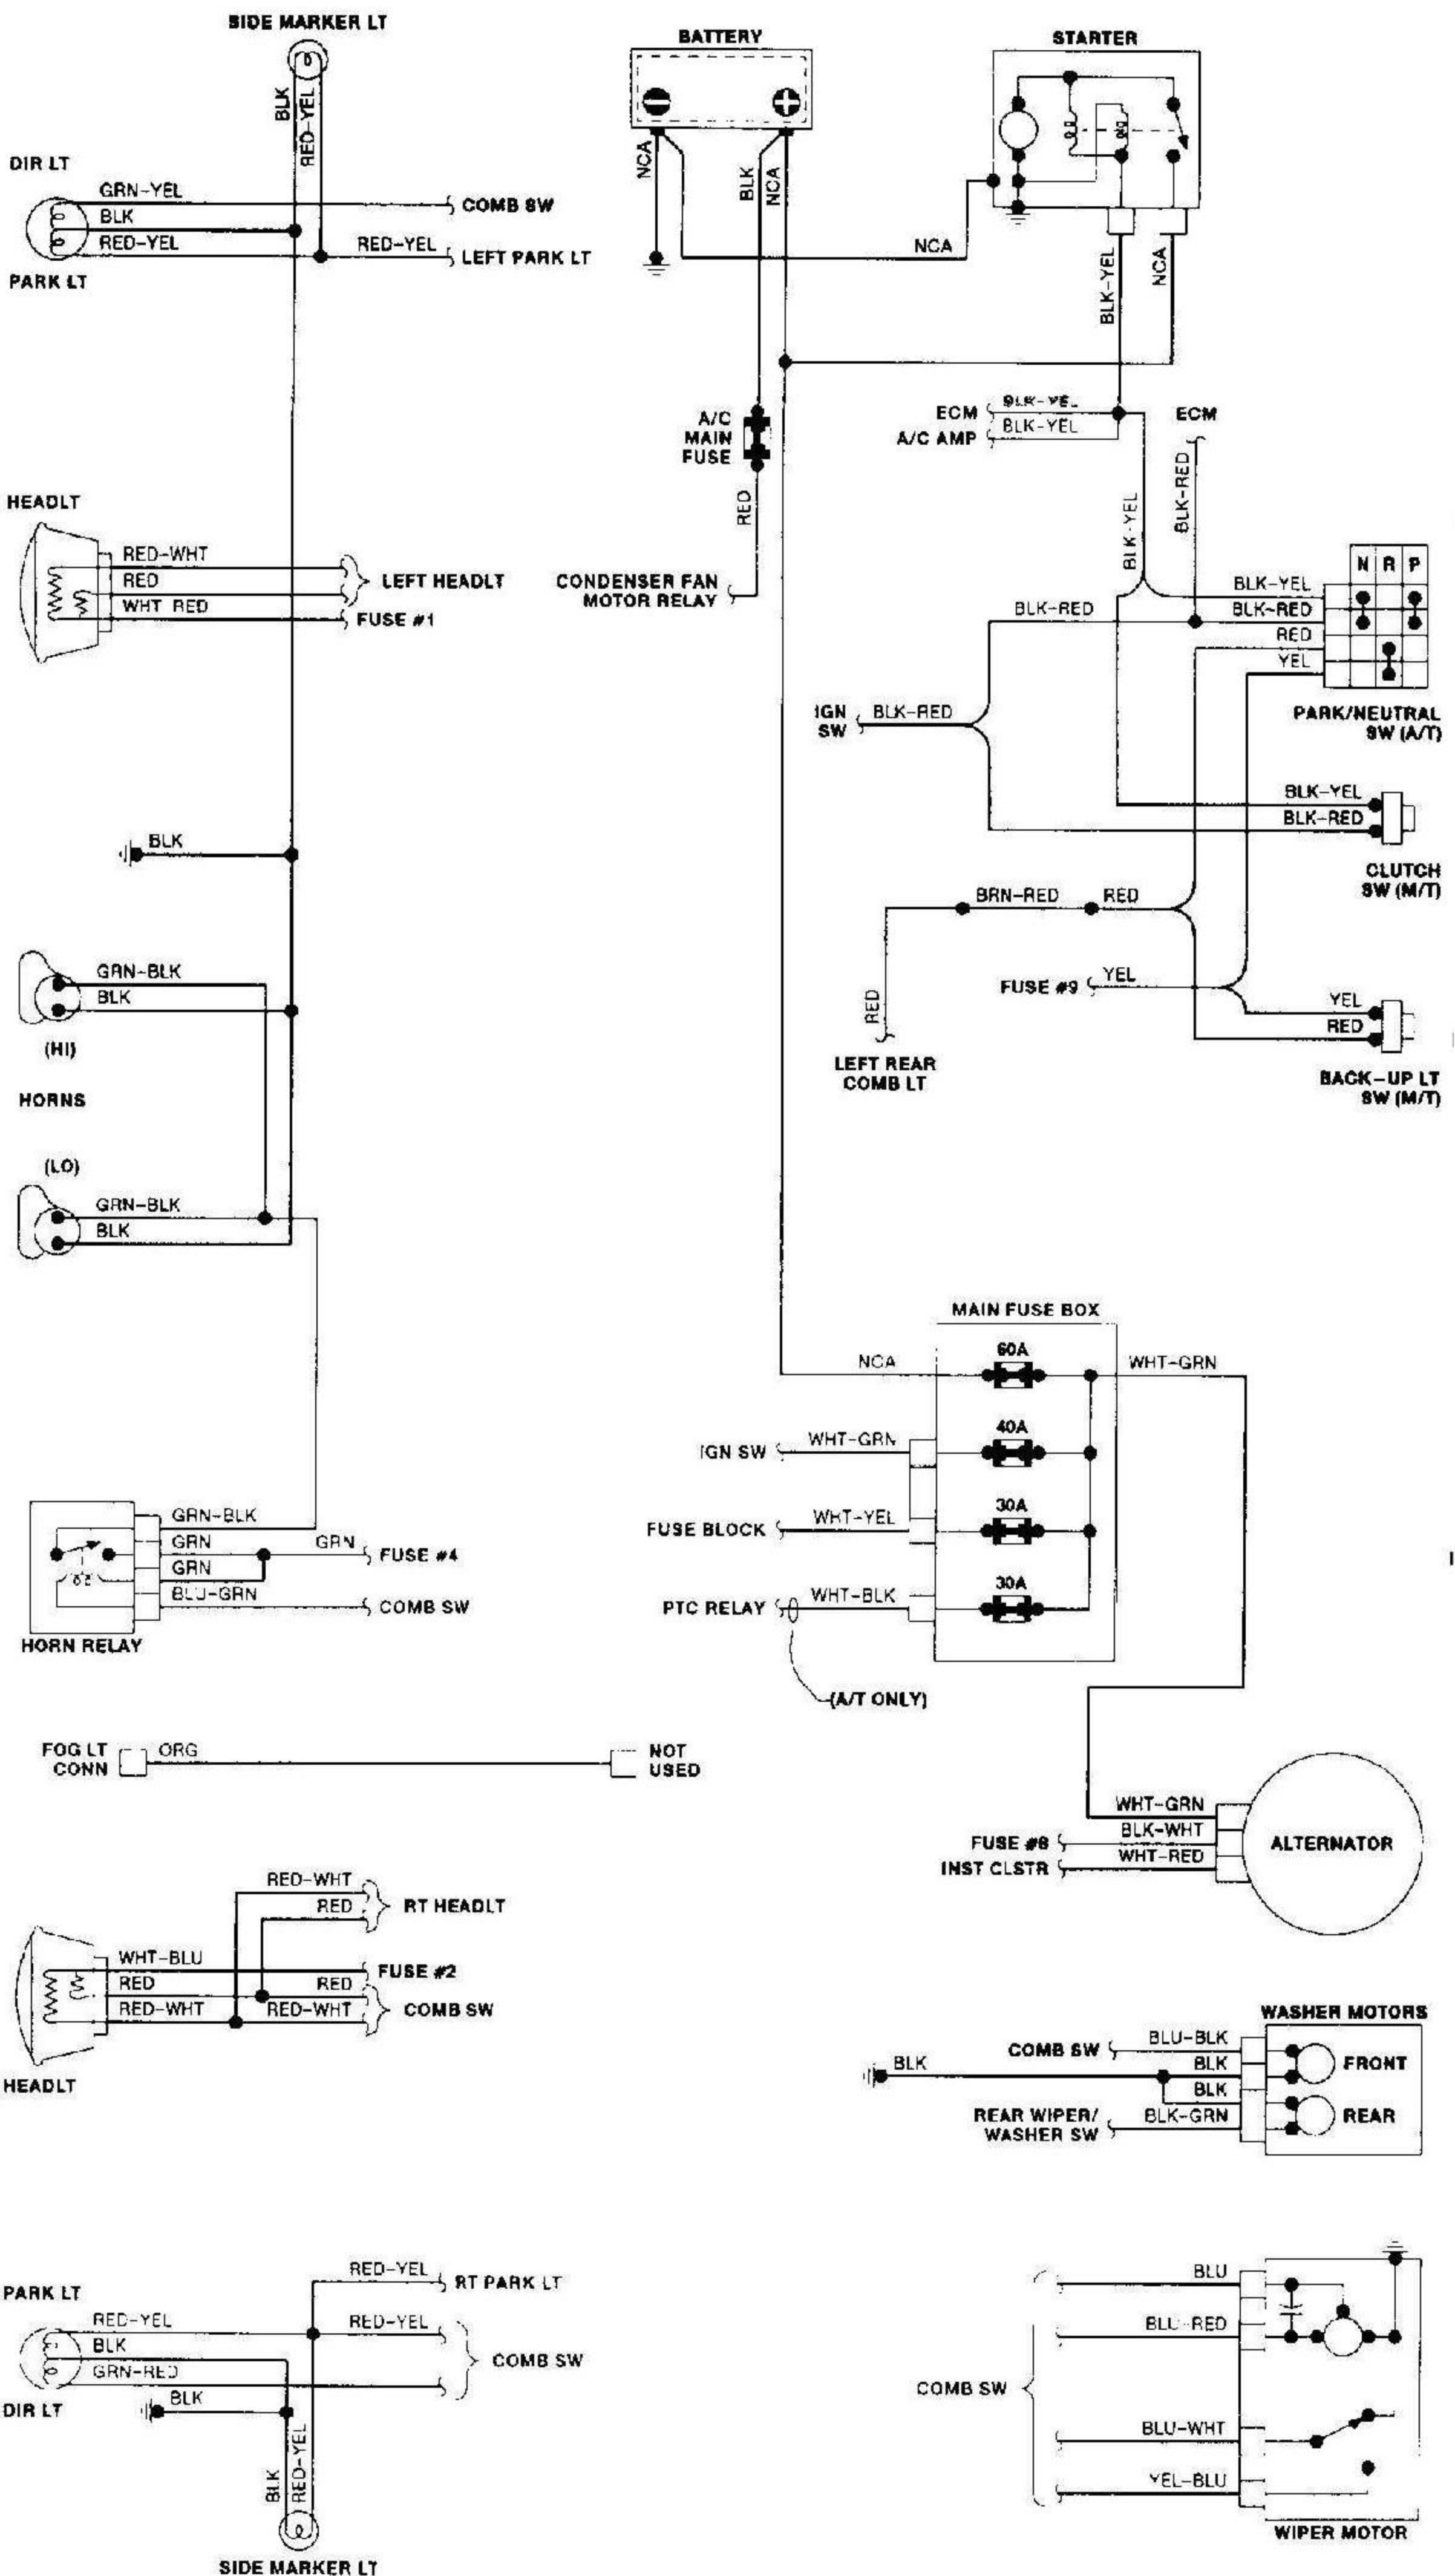 SIDE MARKER LT
BLK
RED-YEL
DIR LT
GRN-YEL
BLK
RED-YEL
PARK LT
COMB SW
RED-YEL
LEFT PARK LT
HEADLT
RED-WHT
RED
WHT RED
LEFT HEADLT
FUSE #1
BLK
GRN-BLK
BLK
(HI)
HORNS
(LO)
GRN-BLK
BLK
GRN-BLK
GRN
GRN
BLU-GRN
GRN
FUSE #4
COMB SW
HORN RELAY
FOG LT
CONN
ORG
NOT
USED
RED-WHT
RED
RT HEADLT
WHT-BLU
RED
RED-WHT
FUSE #2
RED
RED-WHT
COMB SW
HEADLT
RED-YEL
RT PARK LT
PARK LT
RED-YEL
BLK
GRN-RED
RED-YEL
COMB SW
DIR LT
BLK
BLK
RED-YEL
SIDE MARKER LT
BATTERY
NCA
BLK
NCA
STARTER
NCA
BLK-YEL
NCA
A/C
MAIN
FUSE
RED
CONDENSER FAN
MOTOR RELAY
ECM
BLK-YEL
A/C AMP
BLK-YEL
ECM
BLK-RED
BLK-YEL
N R P
BLK-YEL
BLK-RED
BLK-RED
RED
YEL
PARK/NEUTRAL
SW (A/T)
IGN
SW
BLK-RED
BLK-YEL
BLK-RED
CLUTCH
SW (M/T)
BRN-RED
RED
RED
FUSE #9
YEL
YEL
RED
LEFT REAR
COMB LT
BACK-UP LT
SW (M/T)
MAIN FUSE BOX
60A
NCA
WHT-GRN
40A
IGN SW
WHT-GRN
30A
FUSE BLOCK
WHT-YEL
30A
PTC RELAY
WHT-BLK
(A/T ONLY)
WHT-GRN
FUSE #8
BLK-WHT
INST CLSTR
WHT-RED
ALTERNATOR
WASHER MOTORS
COMB SW
BLU-BLK
BLK
BLK
BLK
REAR WIPER/
WASHER SW
BLK-GRN
FRONT
REAR
BLU
BLU-RED
COMB SW
BLU-WHT
YEL-BLU
WIPER MOTOR